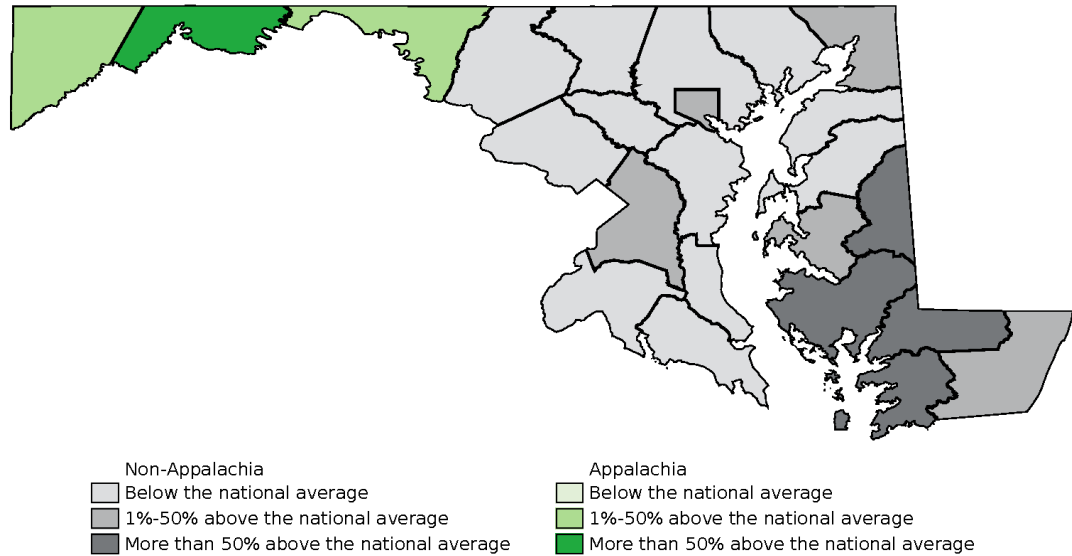 Non-Appalachia
Below the national average
1%-50% above the national average
More than 50% above the national average
Appalachia
Below the national average
1%-50% above the national average
More than 50% above the national average